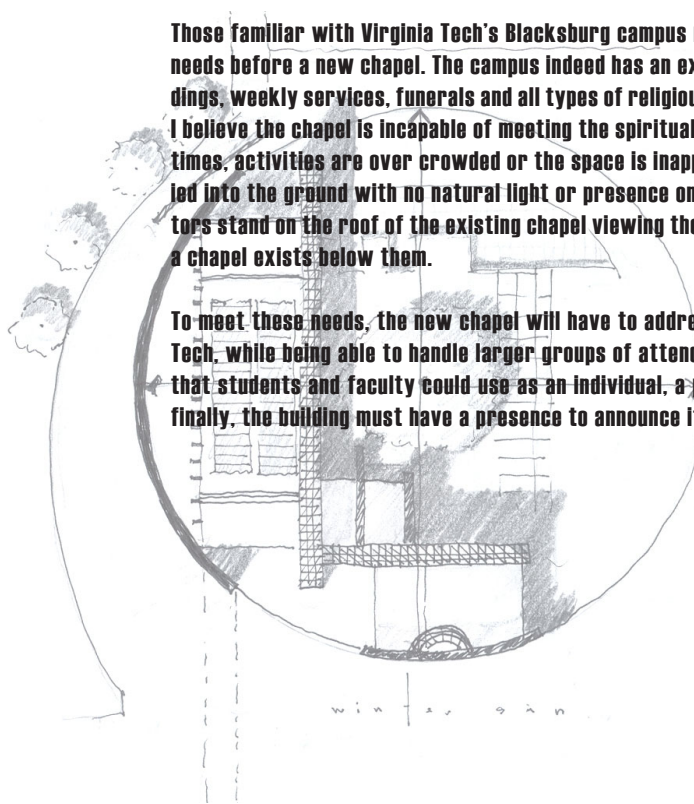 Those familiar with Virginia Tech's Blacksburg campus
needs before a new chapel. The campus indeed has an ex
dings, weekly services, funerals and all types of religiou
I believe the chapel is incapable of meeting the spiritual
times, activities are over crowded or the space is inapp
ied into the ground with no natural light or presence on
tors stand on the roof of the existing chapel viewing the
a chapel exists below them.
To meet these needs, the new chapel will have to addre
Tech, while being able to handle larger groups of attend
that students and faculty could use as an individual, a
finally, the building must have a presence to announce i